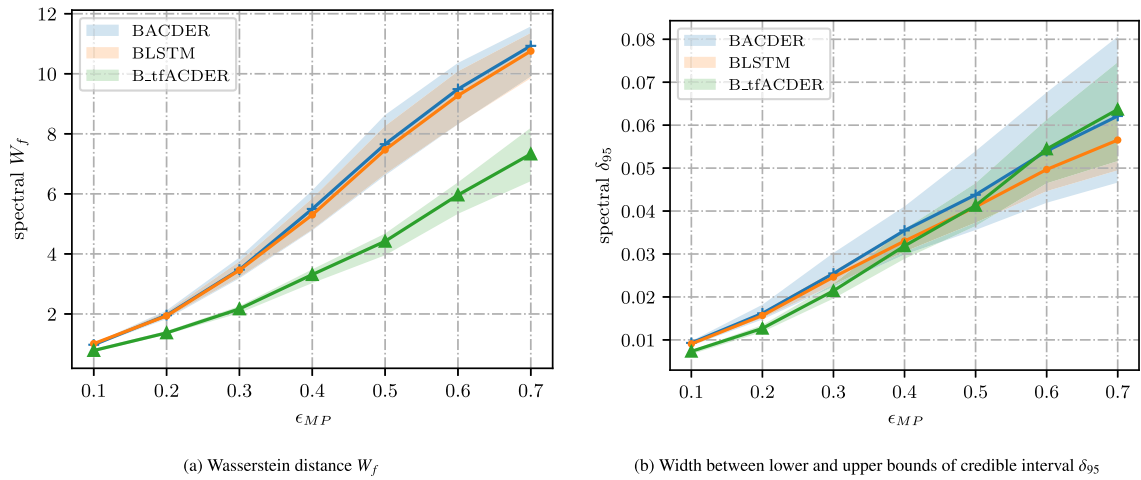 BACDER
BLSTM
B_tfACDER
12
10
8
6
4
2
spectral W_f
0.1 0.2 0.3 0.4 0.5 0.6 0.7
ϵ_MP
(a) Wasserstein distance W_f
BACDER
BLSTM
B_tfACDER
0.08
0.07
0.06
0.05
0.04
0.03
0.02
0.01
spectral δ_95
0.1 0.2 0.3 0.4 0.5 0.6 0.7
ϵ_MP
(b) Width between lower and upper bounds of credible interval δ_95